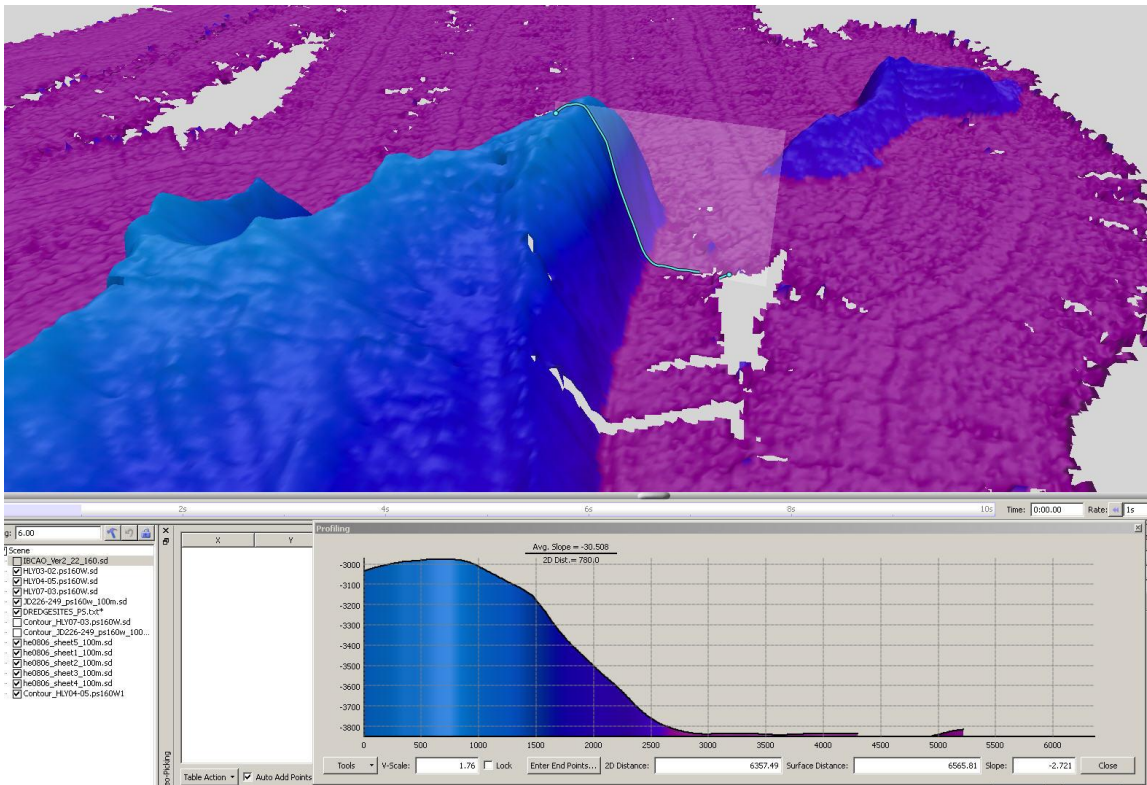 2s 4s 6s 8s 10s Time: 0:00.00 Rate: 1s
g: 6.00
Scene
IBCAO_Ver2_22_160.sd
HLY03-02.ps160W.sd
HLY04-05.ps160W.sd
HLY07-03.ps160W.sd
JD226-249_ps160w_100m.sd
DREDGESITES_PS.txt*
Contour_HLY07-03.ps160W.sd
Contour_JD226-249_ps160w_100...
he0806_sheet5_100m.sd
he0806_sheet1_100m.sd
he0806_sheet2_100m.sd
he0806_sheet3_100m.sd
he0806_sheet4_100m.sd
Contour_HLY04-05.ps160W1
eo-Picking
X Y
Table Action Auto Add Points
Profiling
Avg. Slope = -30.508
2D Dist.= 780.0
-3000
-3100
-3200
-3300
-3400
-3500
-3600
-3700
-3800
0 500 1000 1500 2000 2500 3000 3500 4000 4500 5000 5500 6000
Tools V-Scale: 1.76 Lock Enter End Points... 2D Distance: 6357.49 Surface Distance: 6565.81 Slope: -2.721 Close